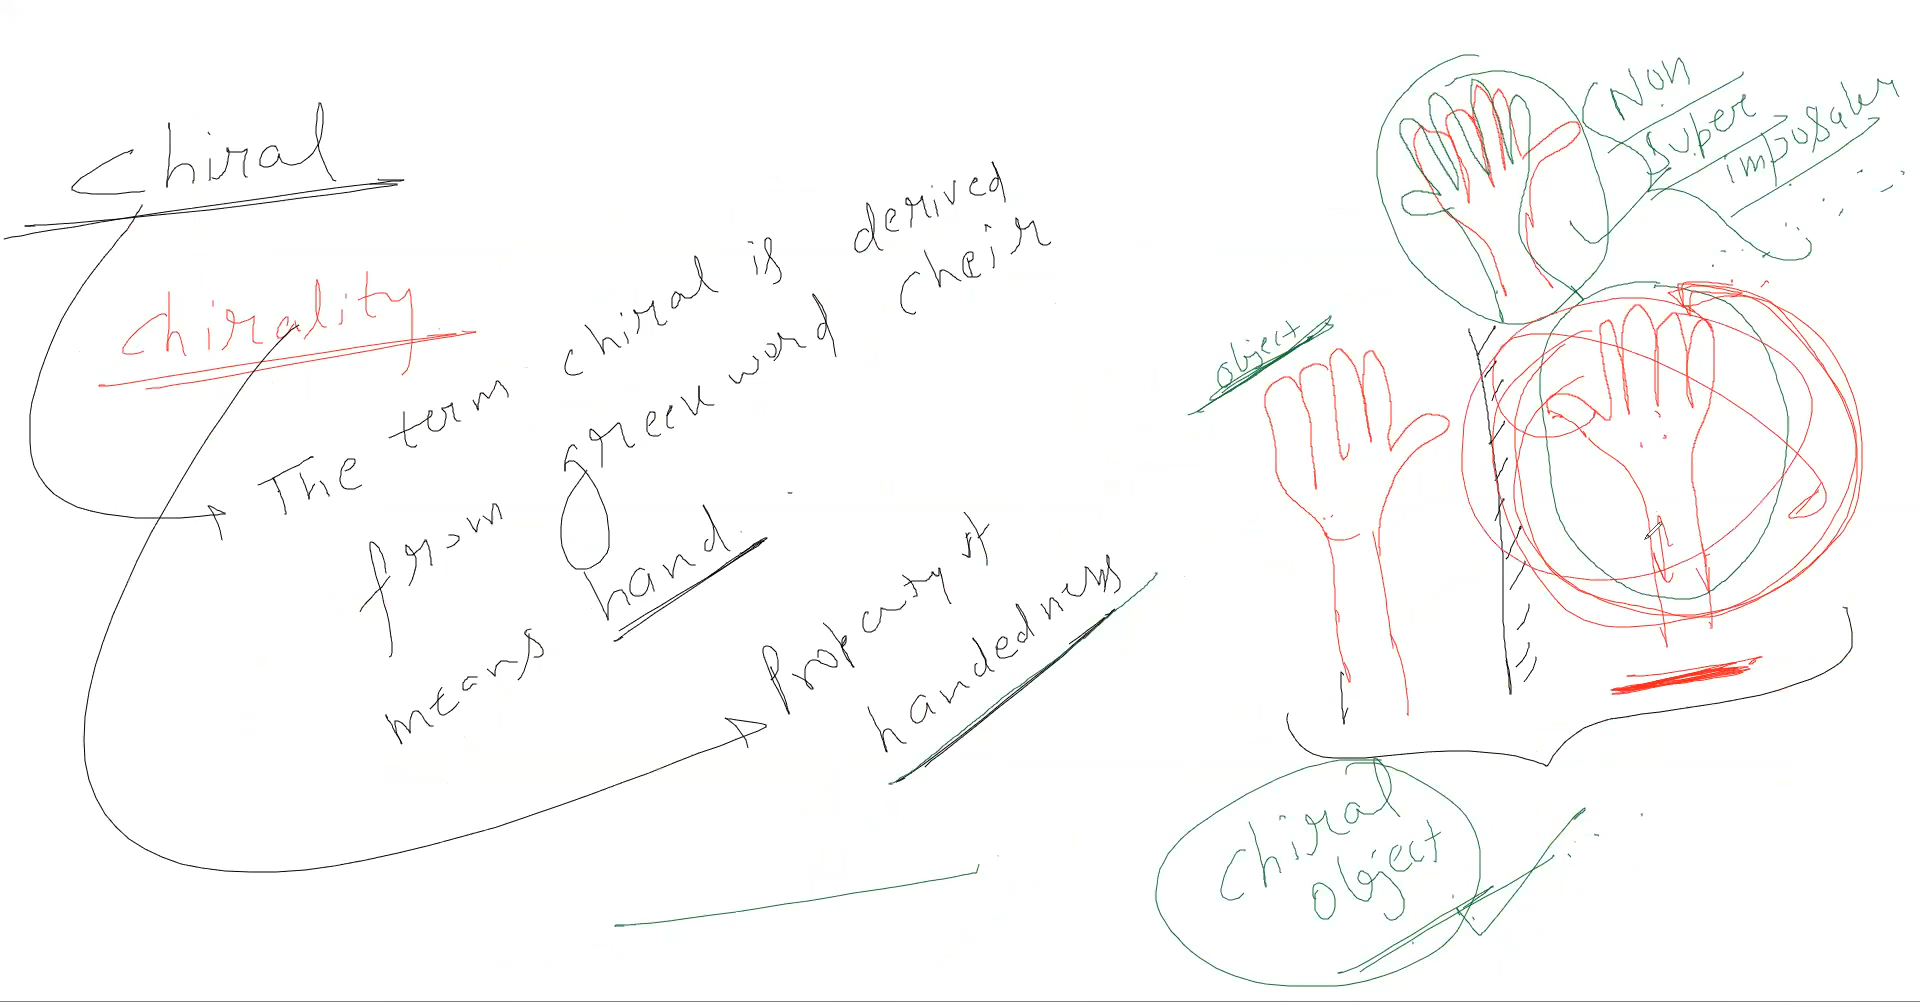 Chiral
Chirality
The term chiral is derived
from greek word cheir
means hand.
Property of
handedness
object
Non
super
imposable
Chiral
object